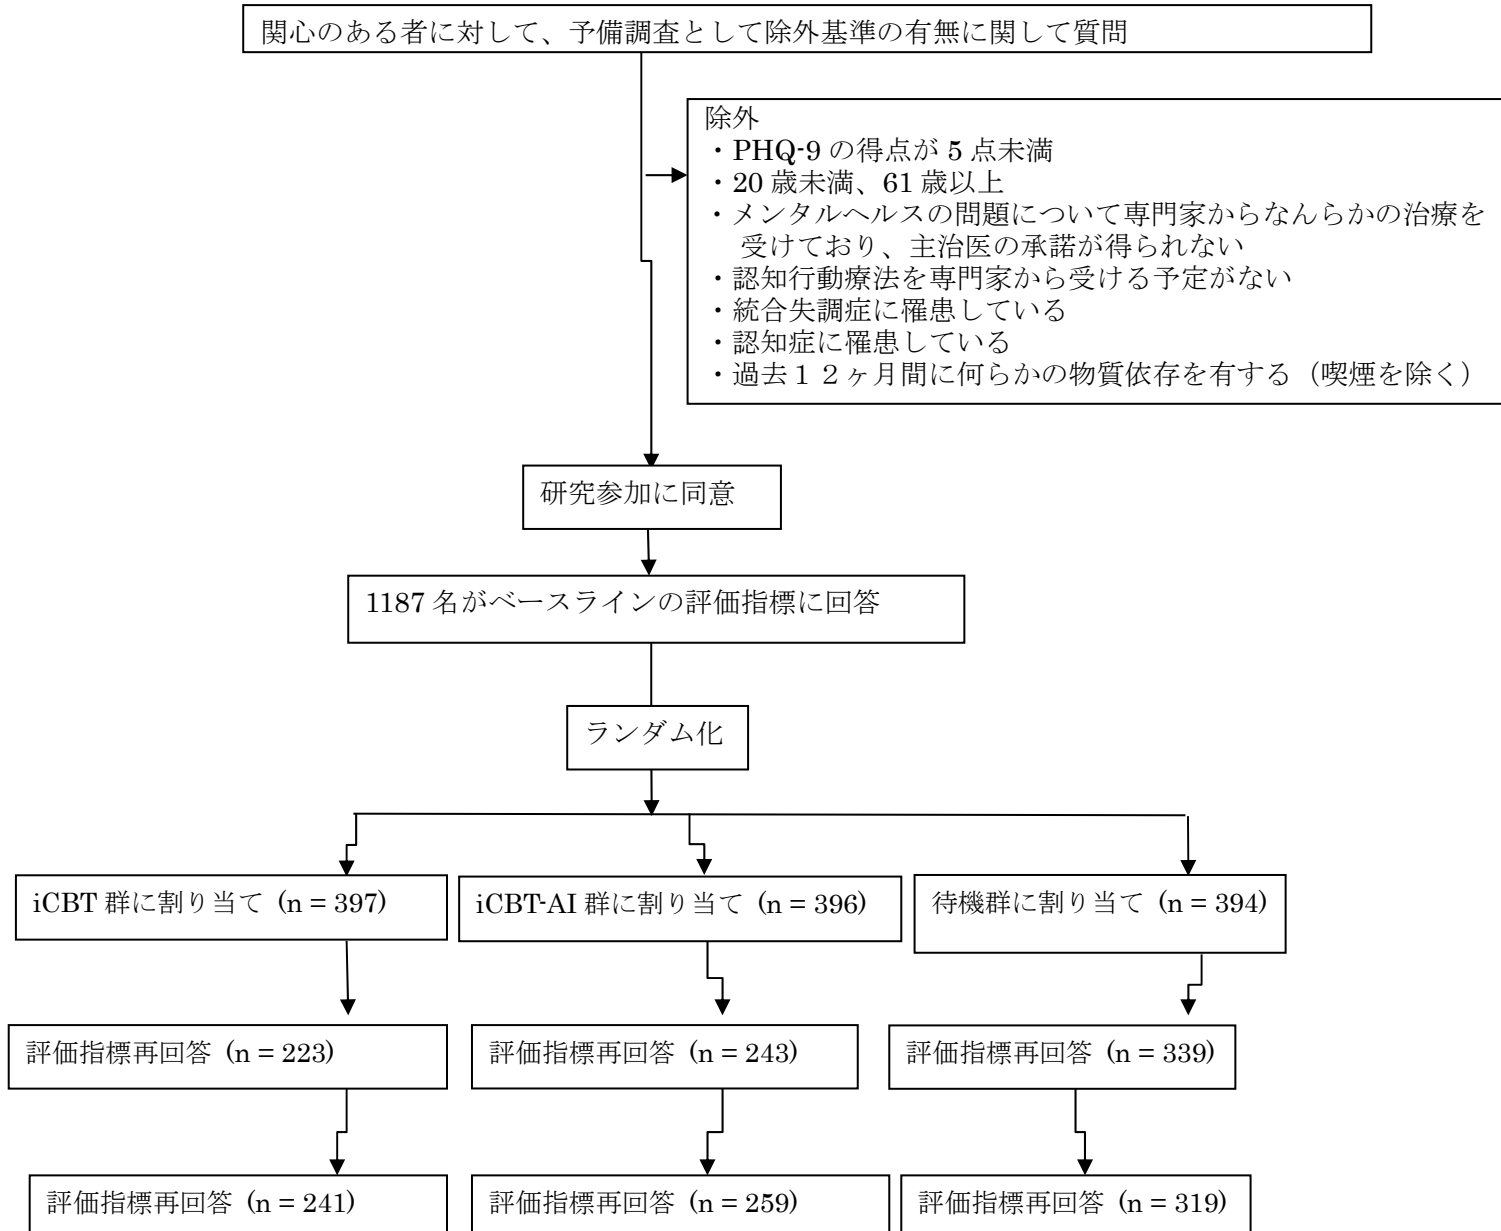 関心のある者に対して、予備調査として除外基準の有無に関して質問
除外
・PHQ-9 の得点が 5 点未満
・20 歳未満、61 歳以上
・メンタルヘルスの問題について専門家からなんらかの治療を
受けており、主治医の承諾が得られない
・認知行動療法を専門家から受ける予定がない
・統合失調症に罹患している
・認知症に罹患している
・過去１２ヶ月間に何らかの物質依存を有する（喫煙を除く）
研究参加に同意
1187 名がベースラインの評価指標に回答
ランダム化
iCBT 群に割り当て (n = 397)
iCBT-AI 群に割り当て (n = 396)
待機群に割り当て (n = 394)
評価指標再回答 (n = 223)
評価指標再回答 (n = 243)
評価指標再回答 (n = 339)
評価指標再回答 (n = 241)
評価指標再回答 (n = 259)
評価指標再回答 (n = 319)